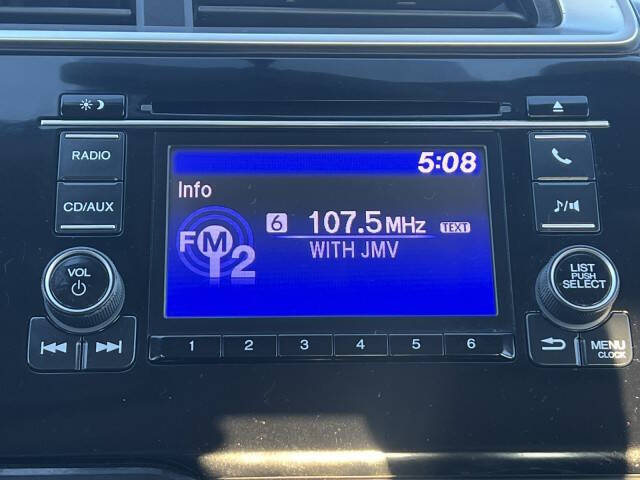 RADIO
CD/AUX
VOL
5:08
Info
FM2
6 107.5MHz TEXT
WITH JMV
LIST
PUSH
SELECT
1 2 3 4 5 6
MENU
CLOCK